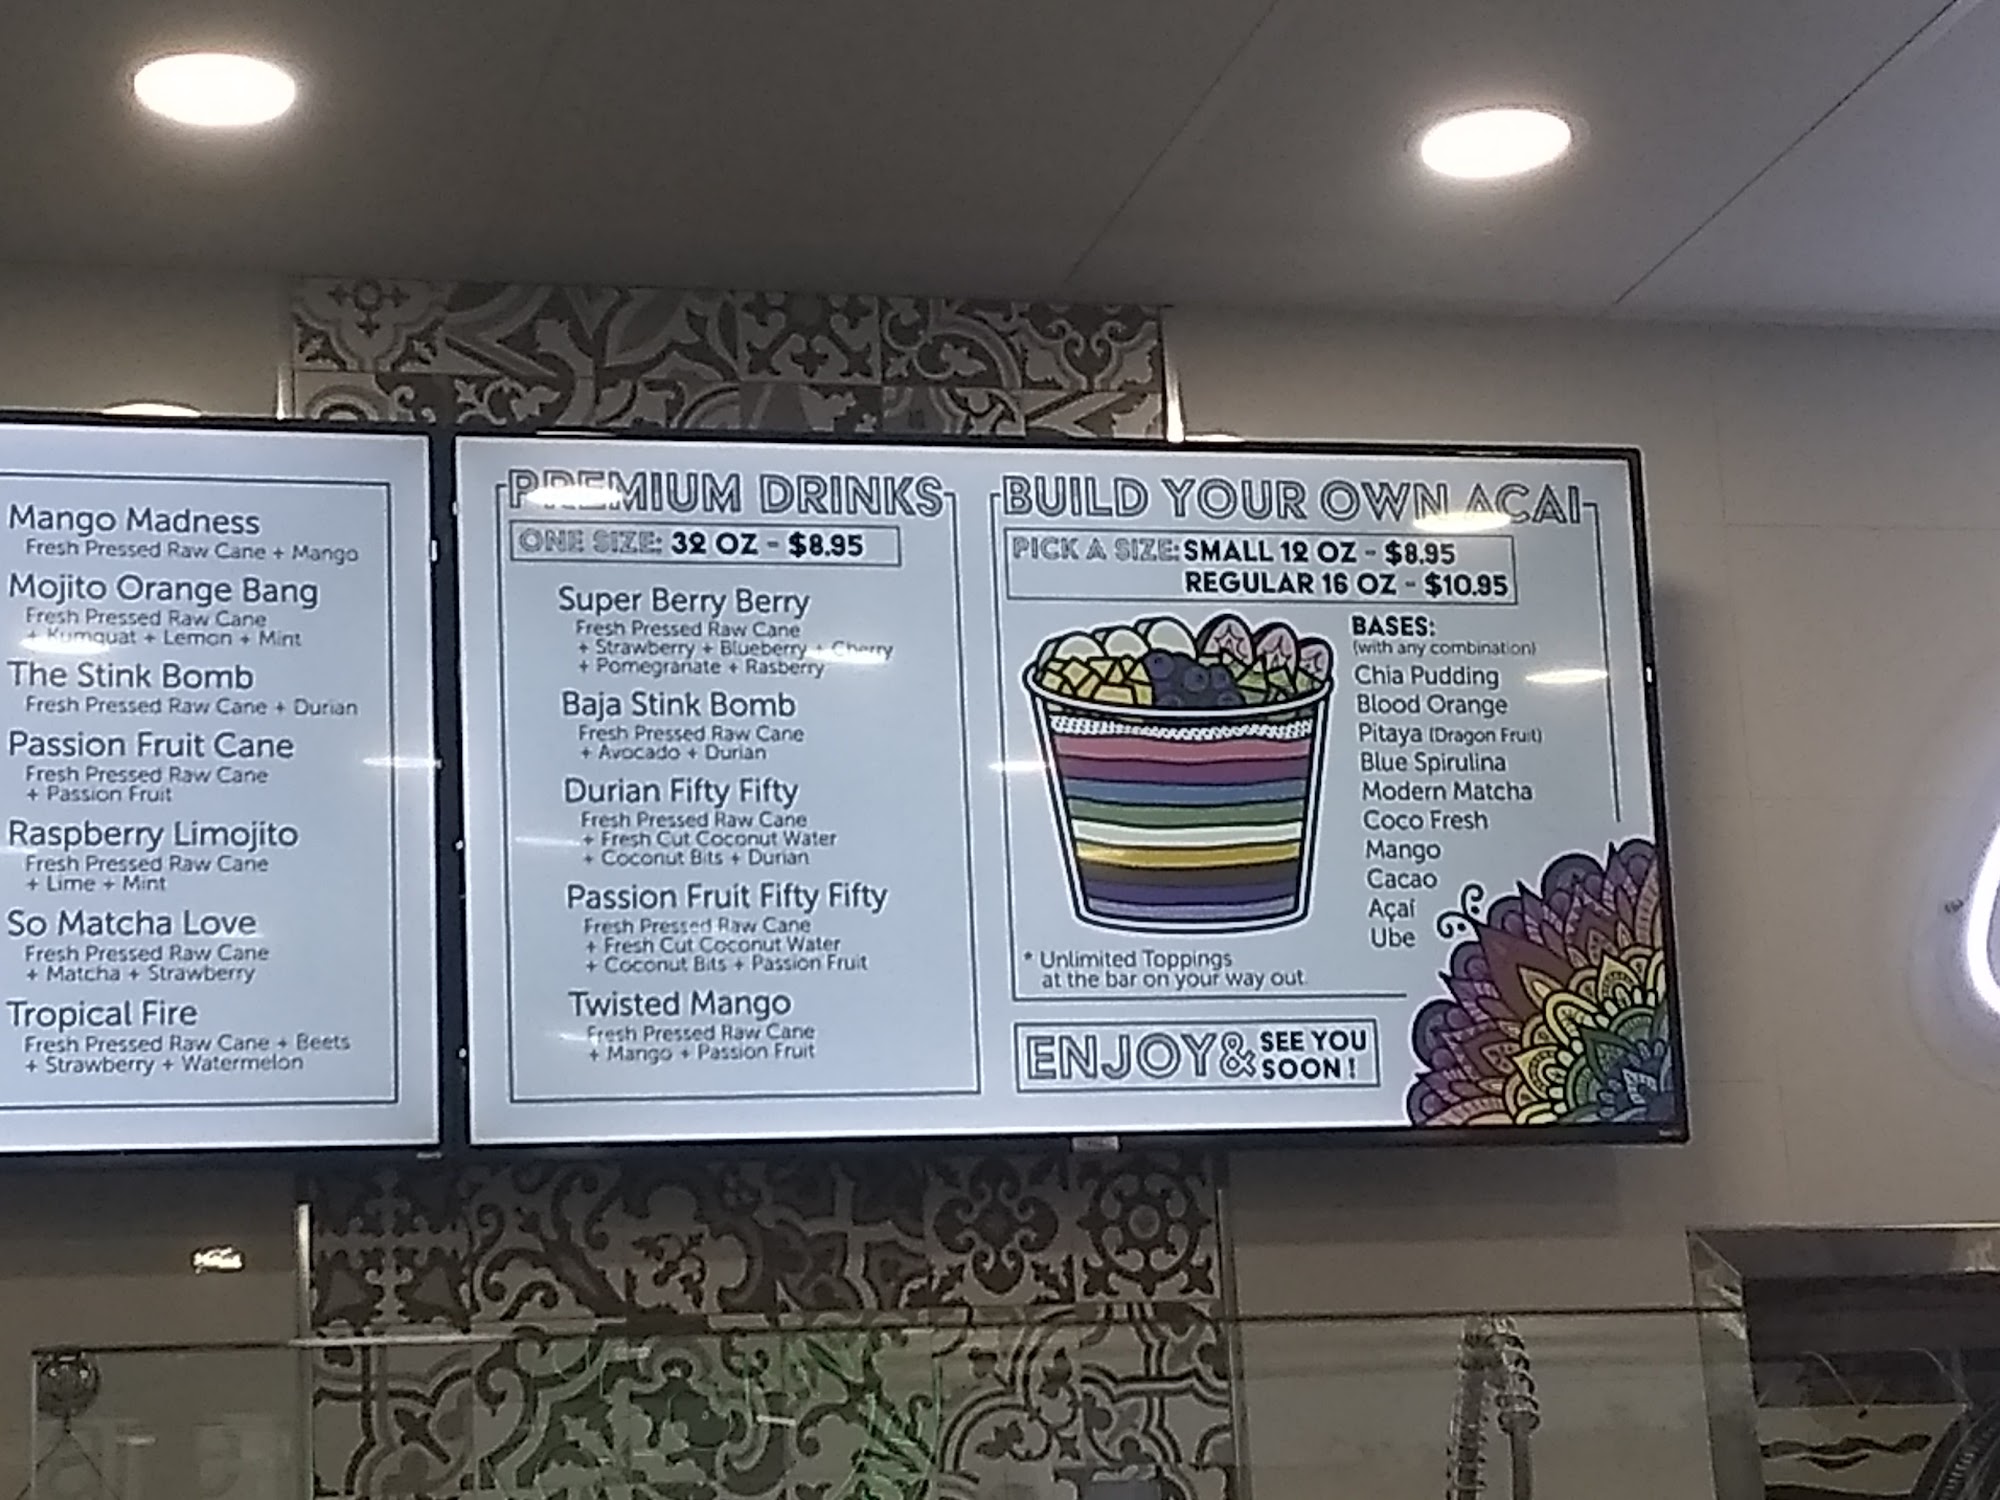 Mango Madness
Fresh Pressed Raw Cane + Mango
Mojito Orange Bang
Fresh Pressed Raw Cane
+ Kumquat + Lemon + Mint
The Stink Bomb
Fresh Pressed Raw Cane + Durian
Passion Fruit Cane
Fresh Pressed Raw Cane
+ Passion Fruit
Raspberry Limojito
Fresh Pressed Raw Cane
+ Lime + Mint
So Matcha Love
Fresh Pressed Raw Cane
+ Matcha + Strawberry
Tropical Fire
Fresh Pressed Raw Cane + Beets
+ Strawberry + Watermelon
PREMIUM DRINKS
ONE SIZE: 32 OZ - $8.95
Super Berry Berry
Fresh Pressed Raw Cane
+ Strawberry + Blueberry + Cherry
+ Pomegranate + Rasberry
Baja Stink Bomb
Fresh Pressed Raw Cane
+ Avocado + Durian
Durian Fifty Fifty
Fresh Pressed Raw Cane
+ Fresh Cut Coconut Water
+ Coconut Bits + Durian
Passion Fruit Fifty Fifty
Fresh Pressed Raw Cane
+ Fresh Cut Coconut Water
+ Coconut Bits + Passion Fruit
Twisted Mango
Fresh Pressed Raw Cane
+ Mango + Passion Fruit
BUILD YOUR OWN ACAI
PICK A SIZE: SMALL 12 OZ - $8.95
REGULAR 16 OZ - $10.95
BASES:
(with any combination)
Chia Pudding
Blood Orange
Pitaya (Dragon Fruit)
Blue Spirulina
Modern Matcha
Coco Fresh
Mango
Cacao
Açaí
Ube
* Unlimited Toppings
at the bar on your way out.
ENJOY & SEE YOU
SOON!